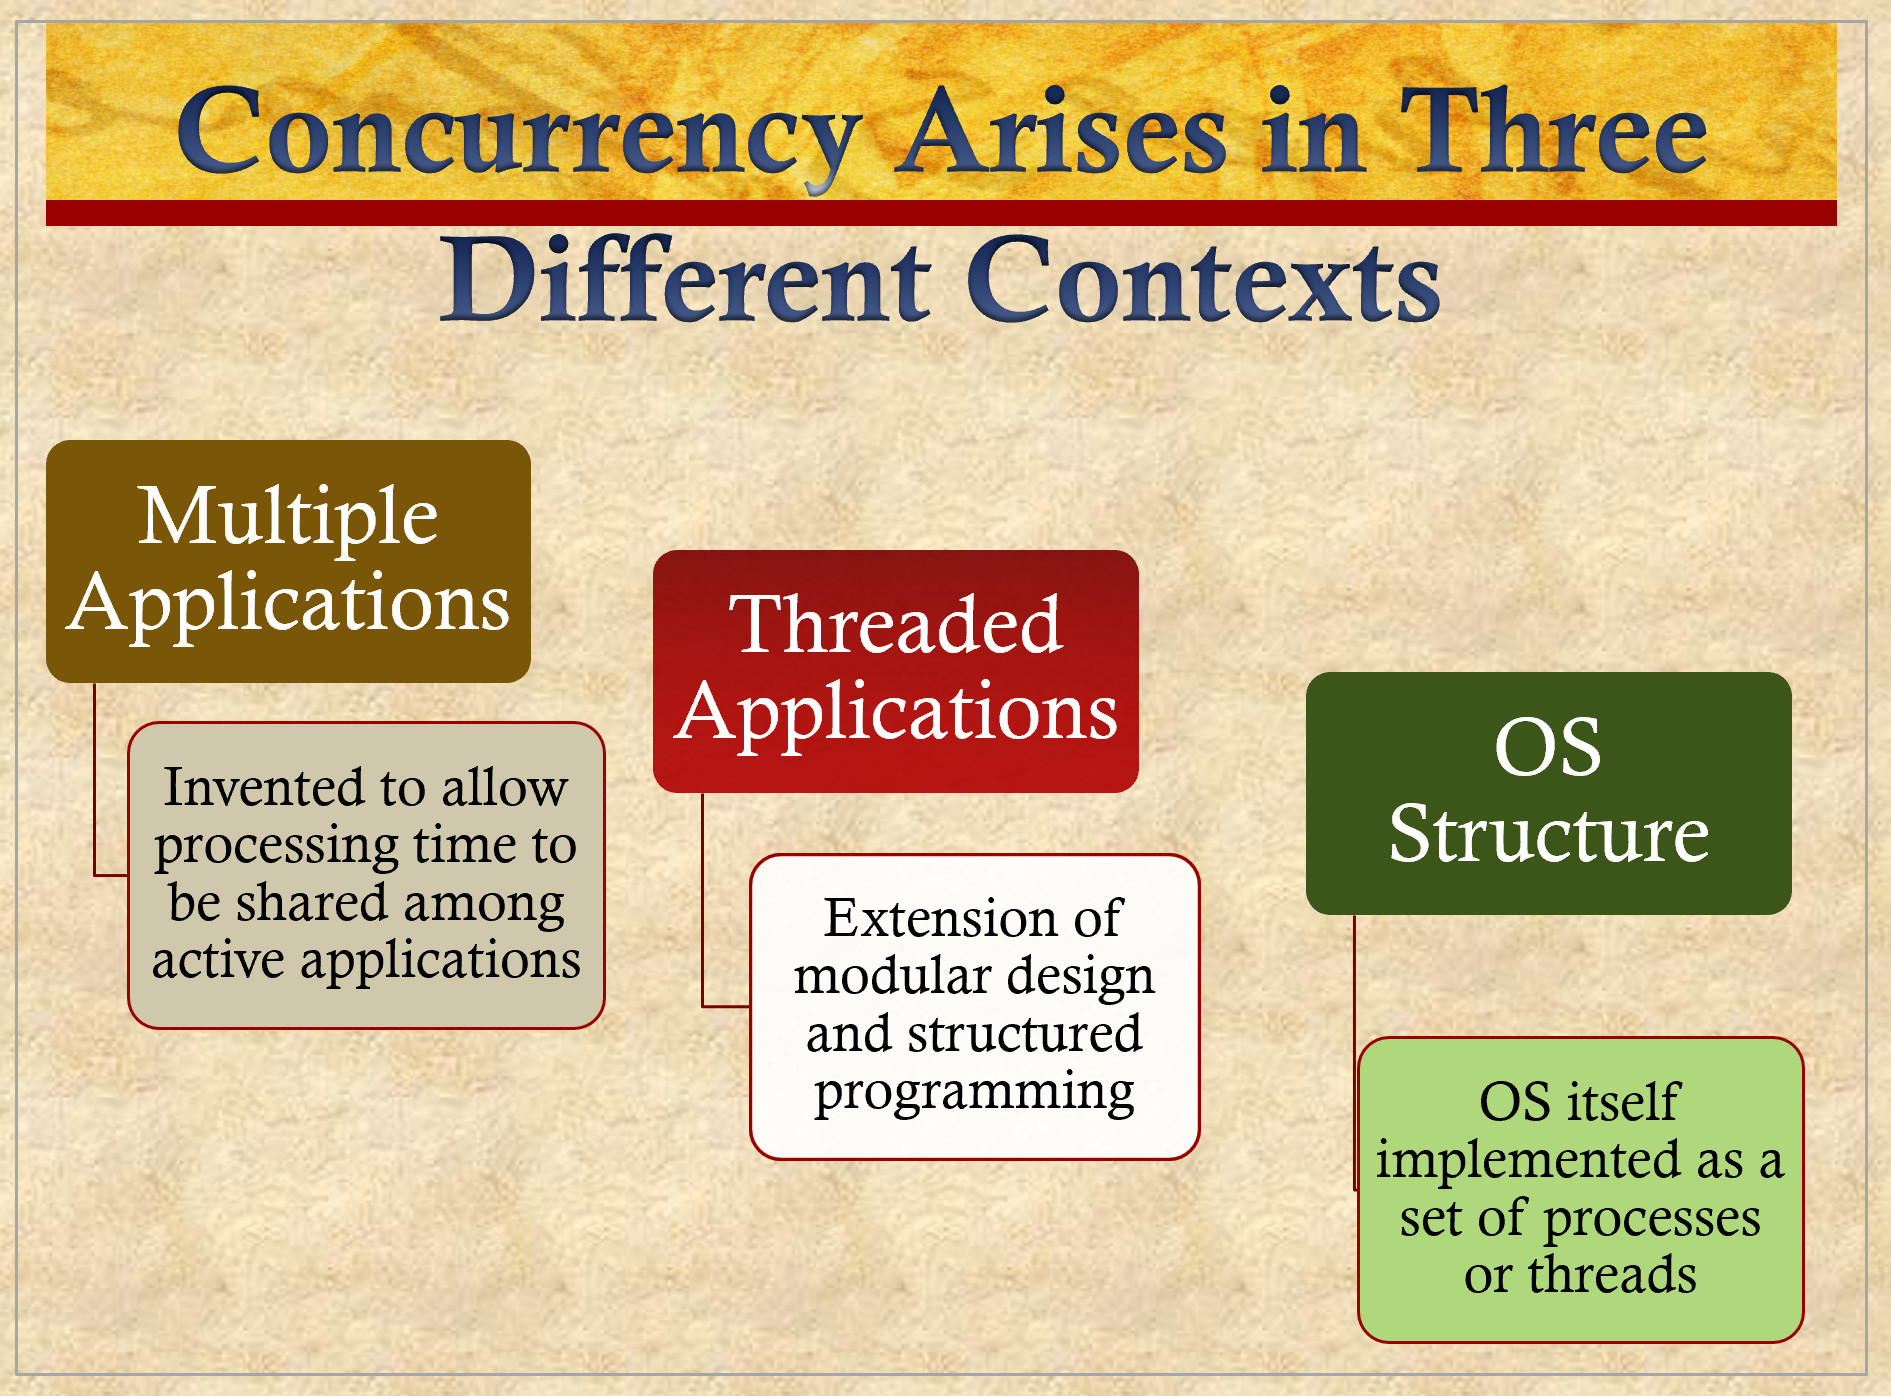 Concurrency Arises in Three
Different Contexts
Multiple
Applications
Invented to allow
processing time to
be shared among
active applications
Threaded
Applications
Extension of
modular design
and structured
programming
OS
Structure
OS itself
implemented as a
set of processes
or threads